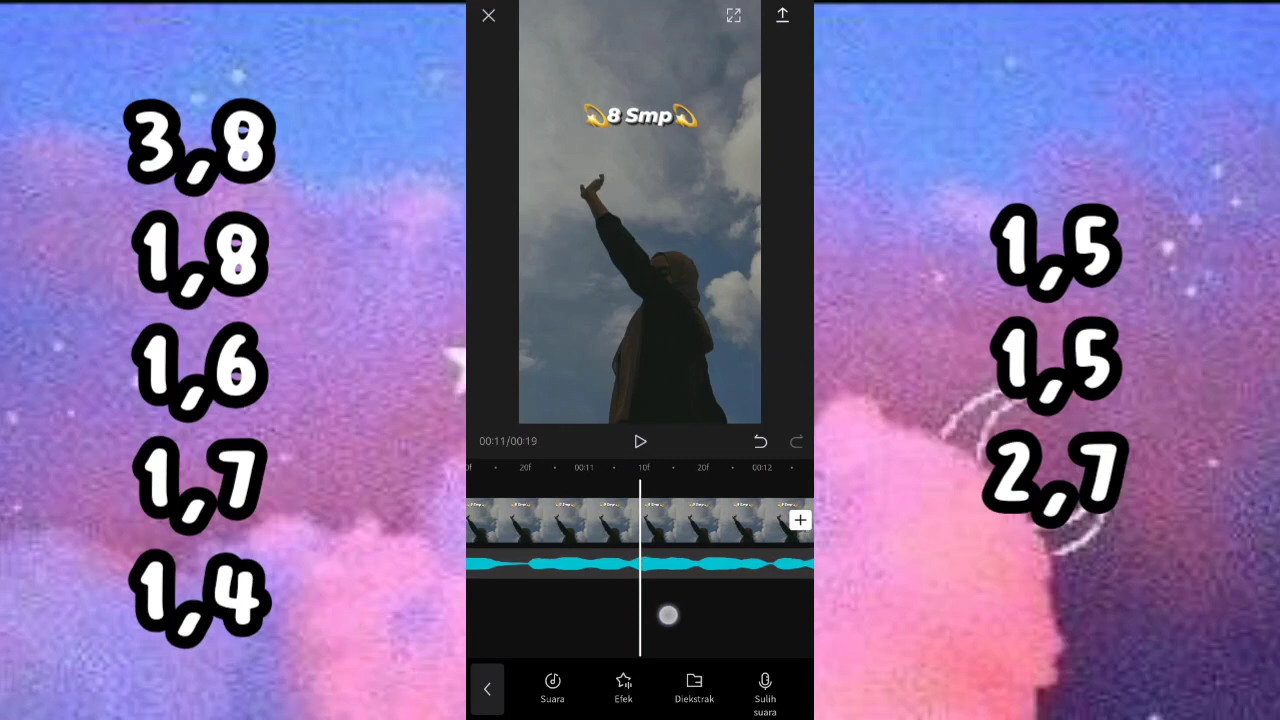 3,8
1,8
1,6
1,7
1,4
8 Smp
00:11/00:19
20f
00:11
10f
20f
00:12
Suara
Efek
Diekstrak
Sulih
suara
1,5
1,5
2,7